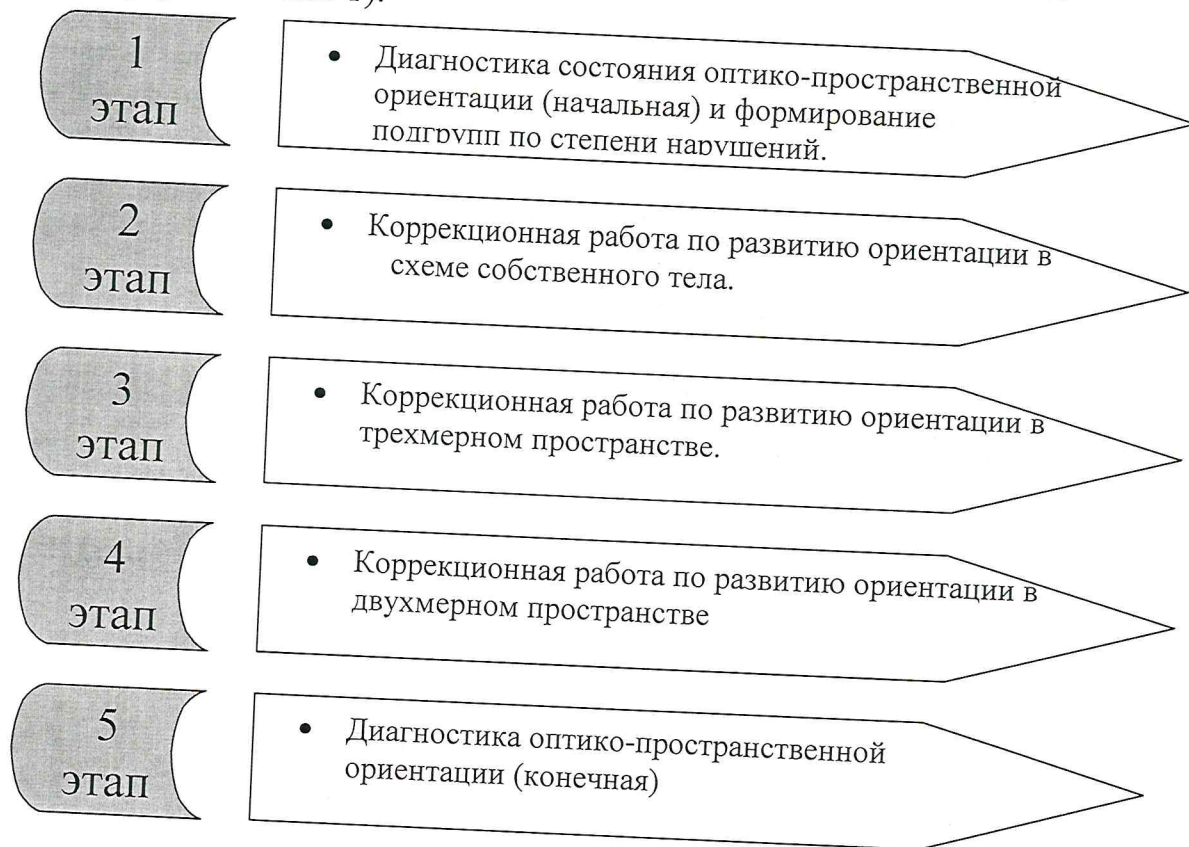 1
этап
• Диагностика состояния оптико-пространственной
ориентации (начальная) и формирование
подгрупп по степени нарушений.
2
этап
• Коррекционная работа по развитию ориентации в
схеме собственного тела.
3
этап
• Коррекционная работа по развитию ориентации в
трехмерном пространстве.
4
этап
• Коррекционная работа по развитию ориентации в
двухмерном пространстве
5
этап
• Диагностика оптико-пространственной
ориентации (конечная)